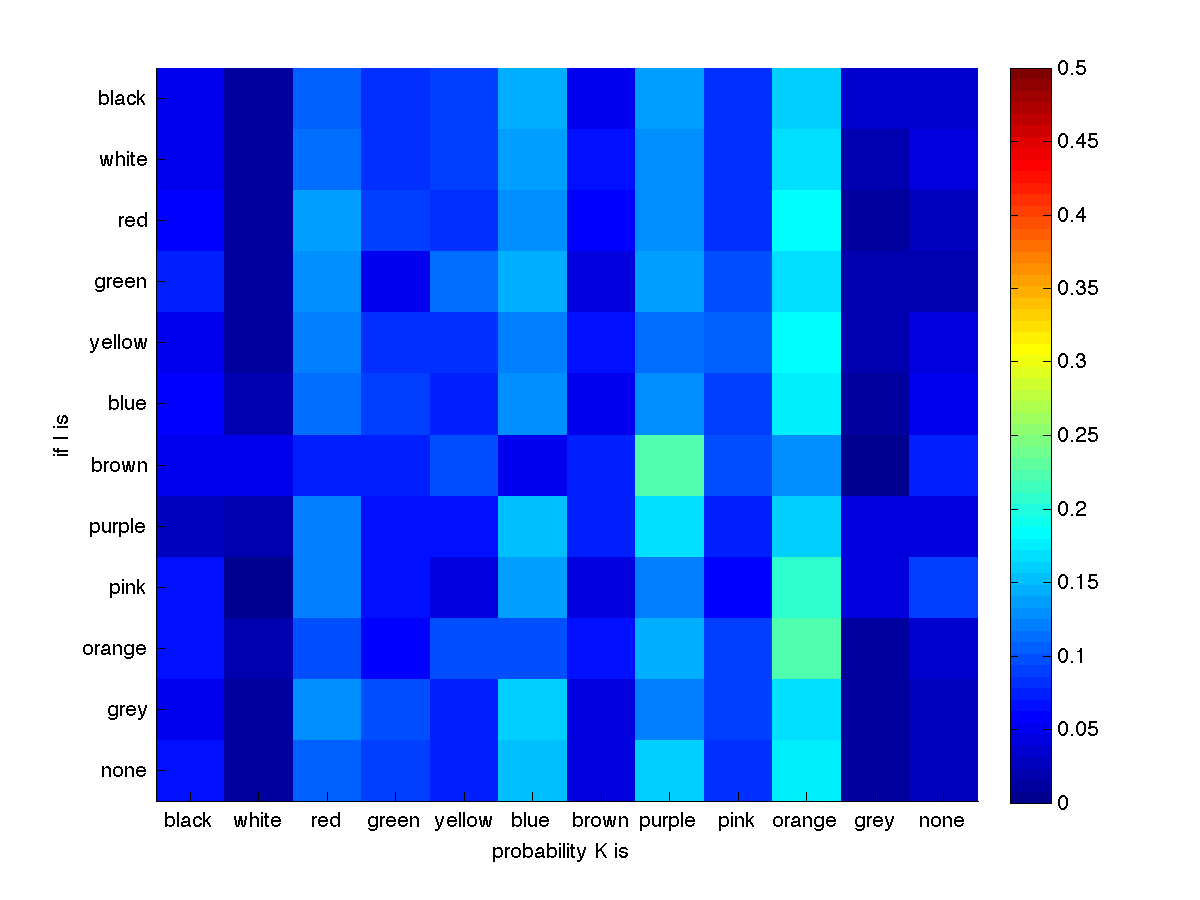 black
white
red
green
yellow
blue
brown
purple
pink
orange
grey
none
if I is
black white red green yellow blue brown purple pink orange grey none
probability K is
0.5
0.45
0.4
0.35
0.3
0.25
0.2
0.15
0.1
0.05
0